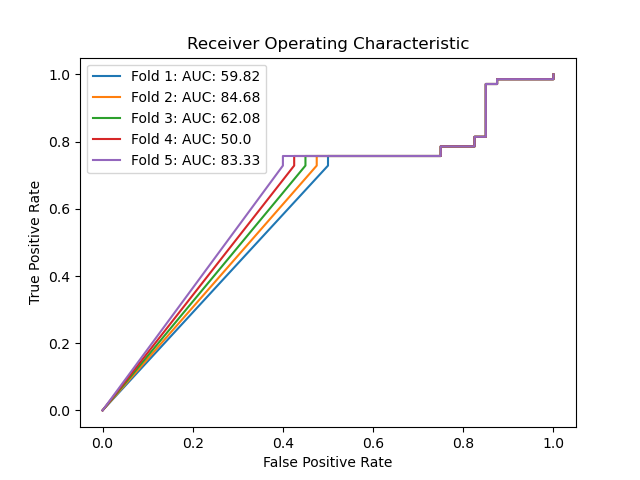 Receiver Operating Characteristic
Fold 1: AUC: 59.82
Fold 2: AUC: 84.68
Fold 3: AUC: 62.08
Fold 4: AUC: 50.0
Fold 5: AUC: 83.33
True Positive Rate
1.0
0.8
0.6
0.4
0.2
0.0
0.0 0.2 0.4 0.6 0.8 1.0
False Positive Rate